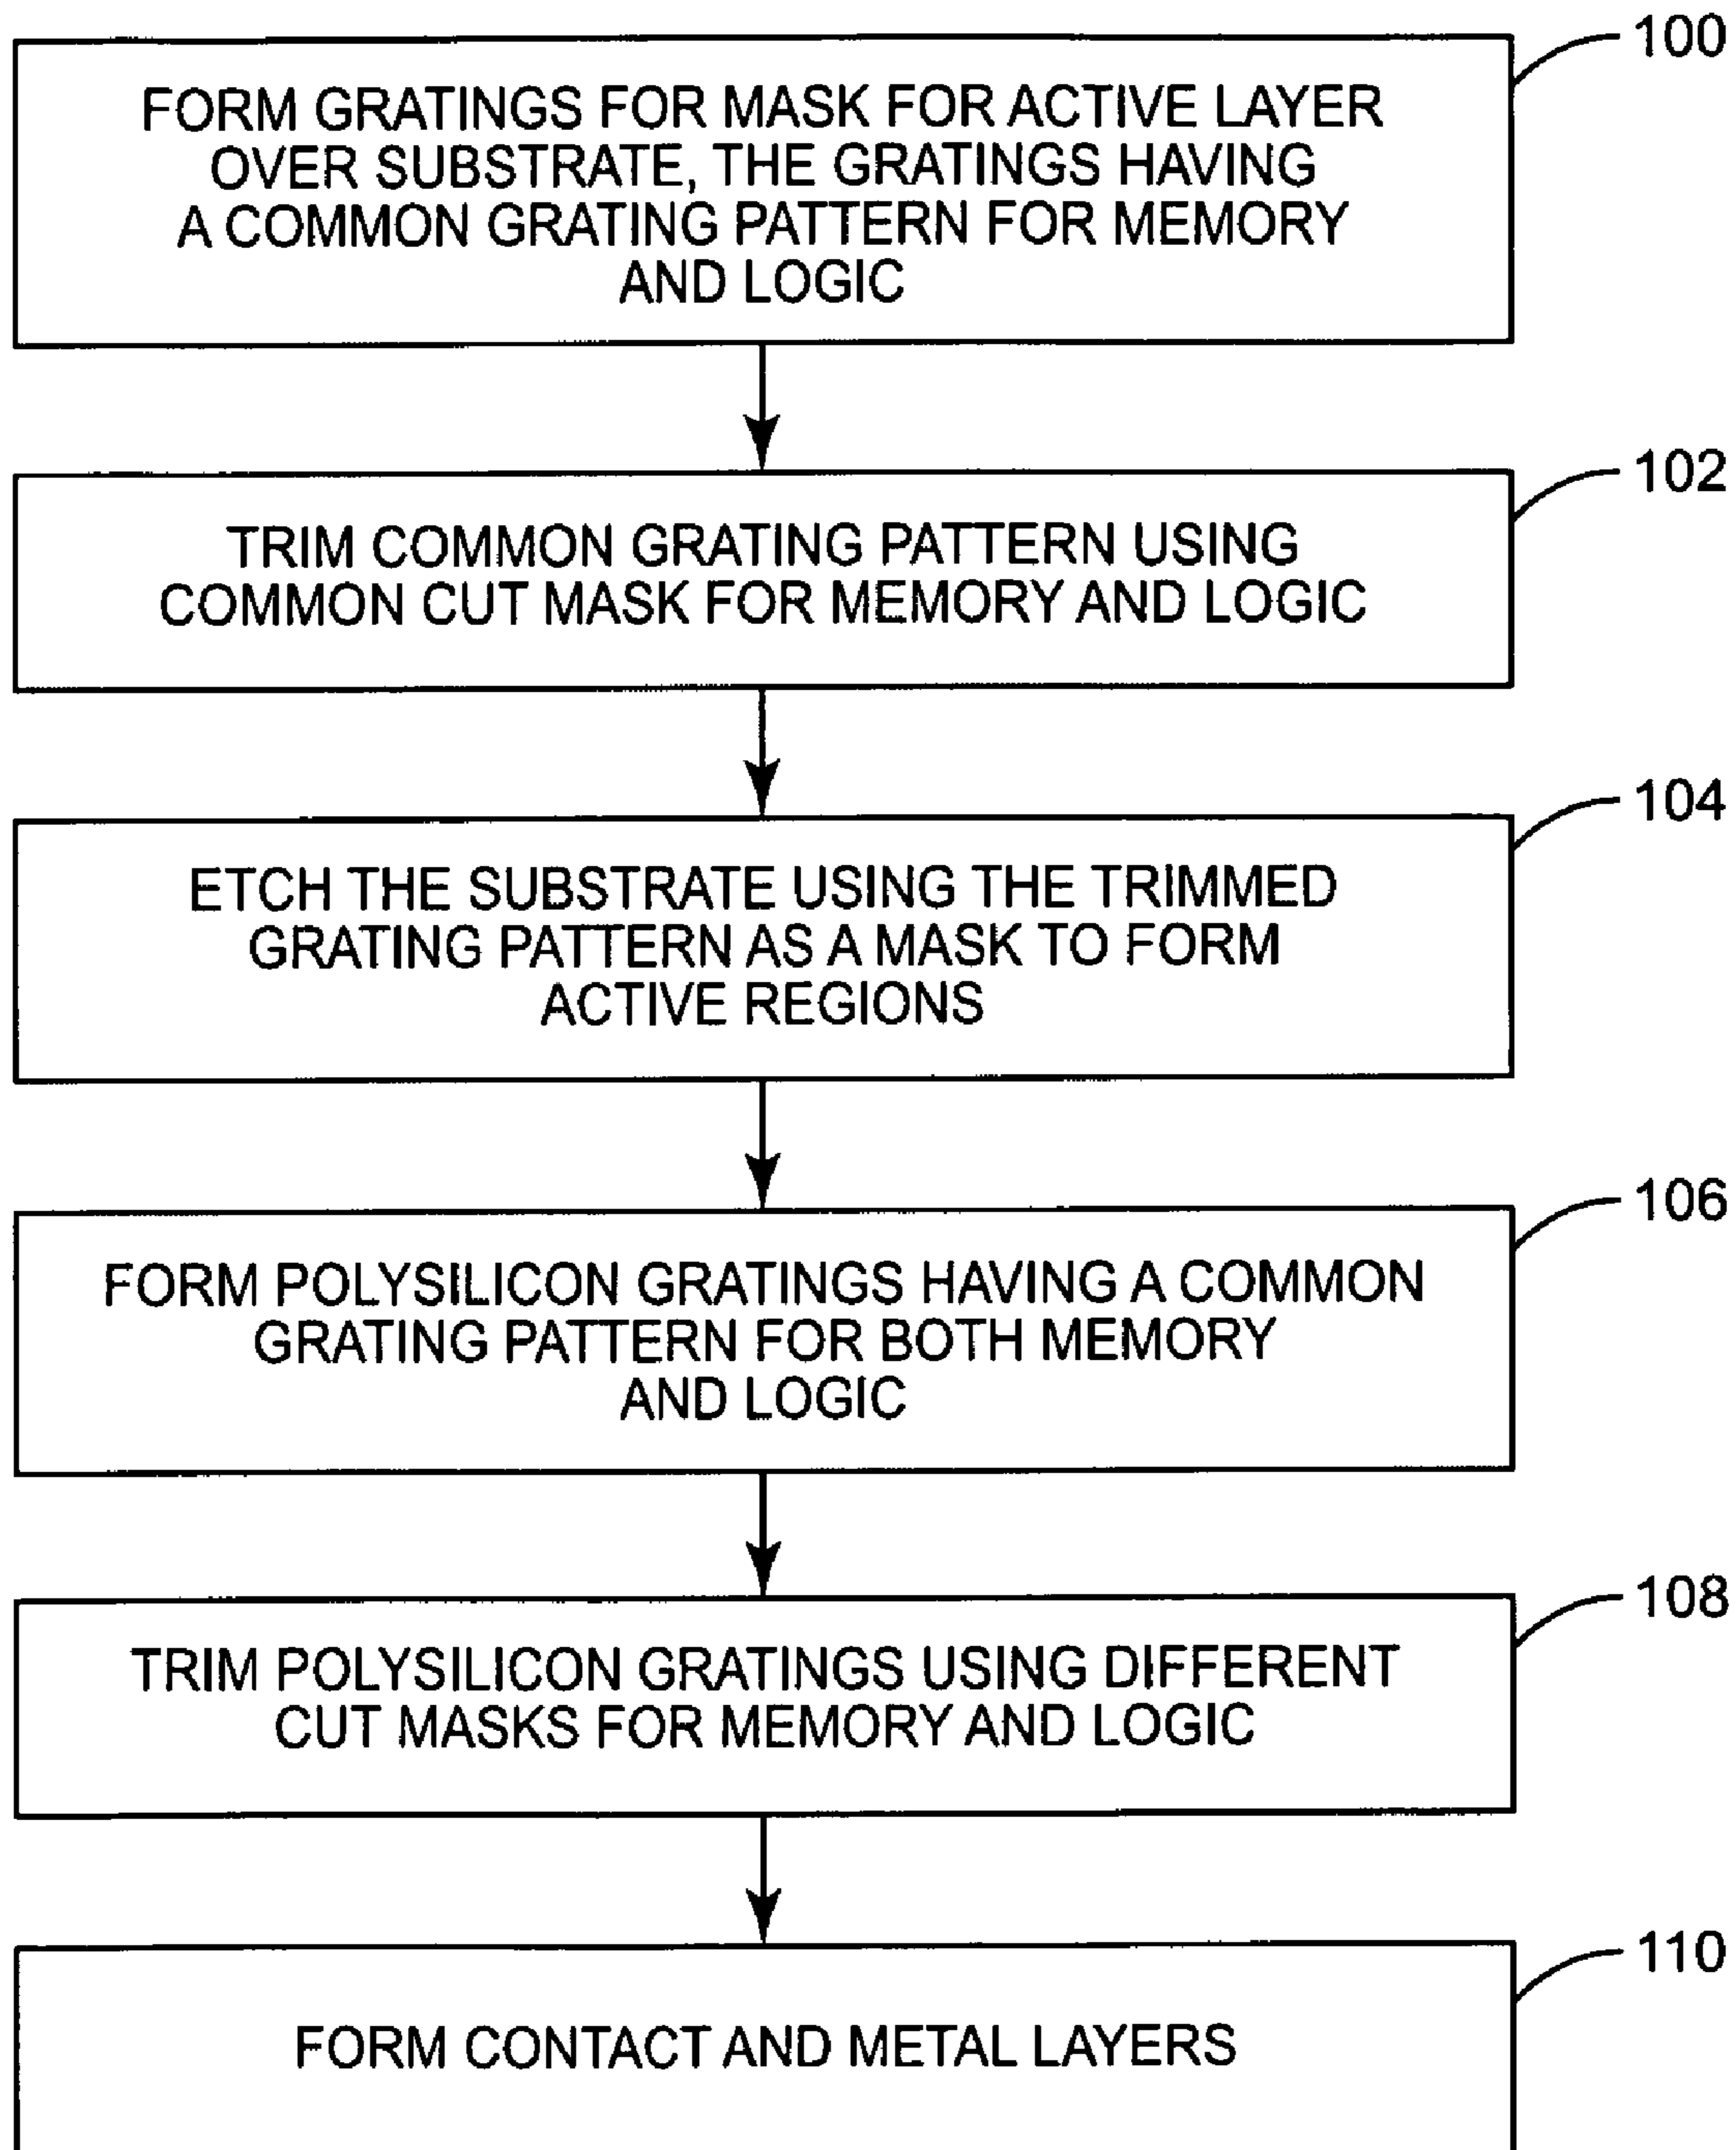 100
FORM GRATINGS FOR MASK FOR ACTIVE LAYER
OVER SUBSTRATE, THE GRATINGS HAVING
A COMMON GRATING PATTERN FOR MEMORY
AND LOGIC
102
TRIM COMMON GRATING PATTERN USING
COMMON CUT MASK FOR MEMORY AND LOGIC
104
ETCH THE SUBSTRATE USING THE TRIMMED
GRATING PATTERN AS A MASK TO FORM
ACTIVE REGIONS
106
FORM POLYSILICON GRATINGS HAVING A COMMON
GRATING PATTERN FOR BOTH MEMORY
AND LOGIC
108
TRIM POLYSILICON GRATINGS USING DIFFERENT
CUT MASKS FOR MEMORY AND LOGIC
110
FORM CONTACT AND METAL LAYERS